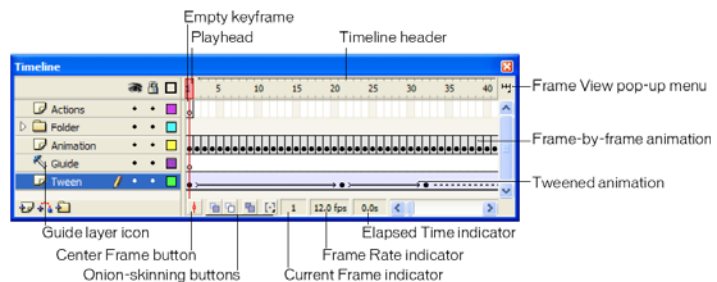 Empty keyframe
Playhead
Timeline header
Timeline
1 5 10 15 20 25 30 35 40
Frame View pop-up menu
Actions
Folder
Animation
Frame-by-frame animation
Guide
Tween
Tweened animation
1 12.0 fps 0.0s
Guide layer icon
Elapsed Time indicator
Center Frame button
Frame Rate indicator
Onion-skinning buttons
Current Frame indicator